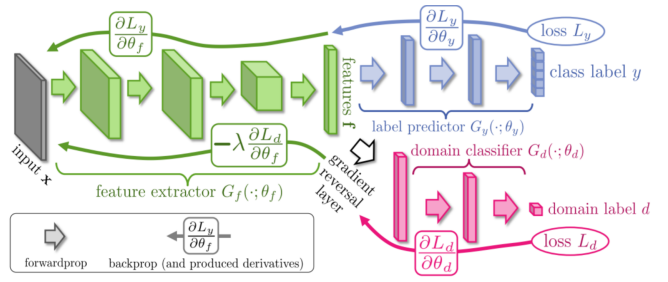 ∂L_y/∂θ_f
∂L_y/∂θ_y
loss L_y
class label y
features f
label predictor G_y(·;θ_y)
input x
−λ ∂L_d/∂θ_f
feature extractor G_f(·;θ_f)
gradient
reversal
layer
domain classifier G_d(·;θ_d)
domain label d
∂L_d/∂θ_d
loss L_d
forwardprop
∂L_y/∂θ_f
backprop (and produced derivatives)